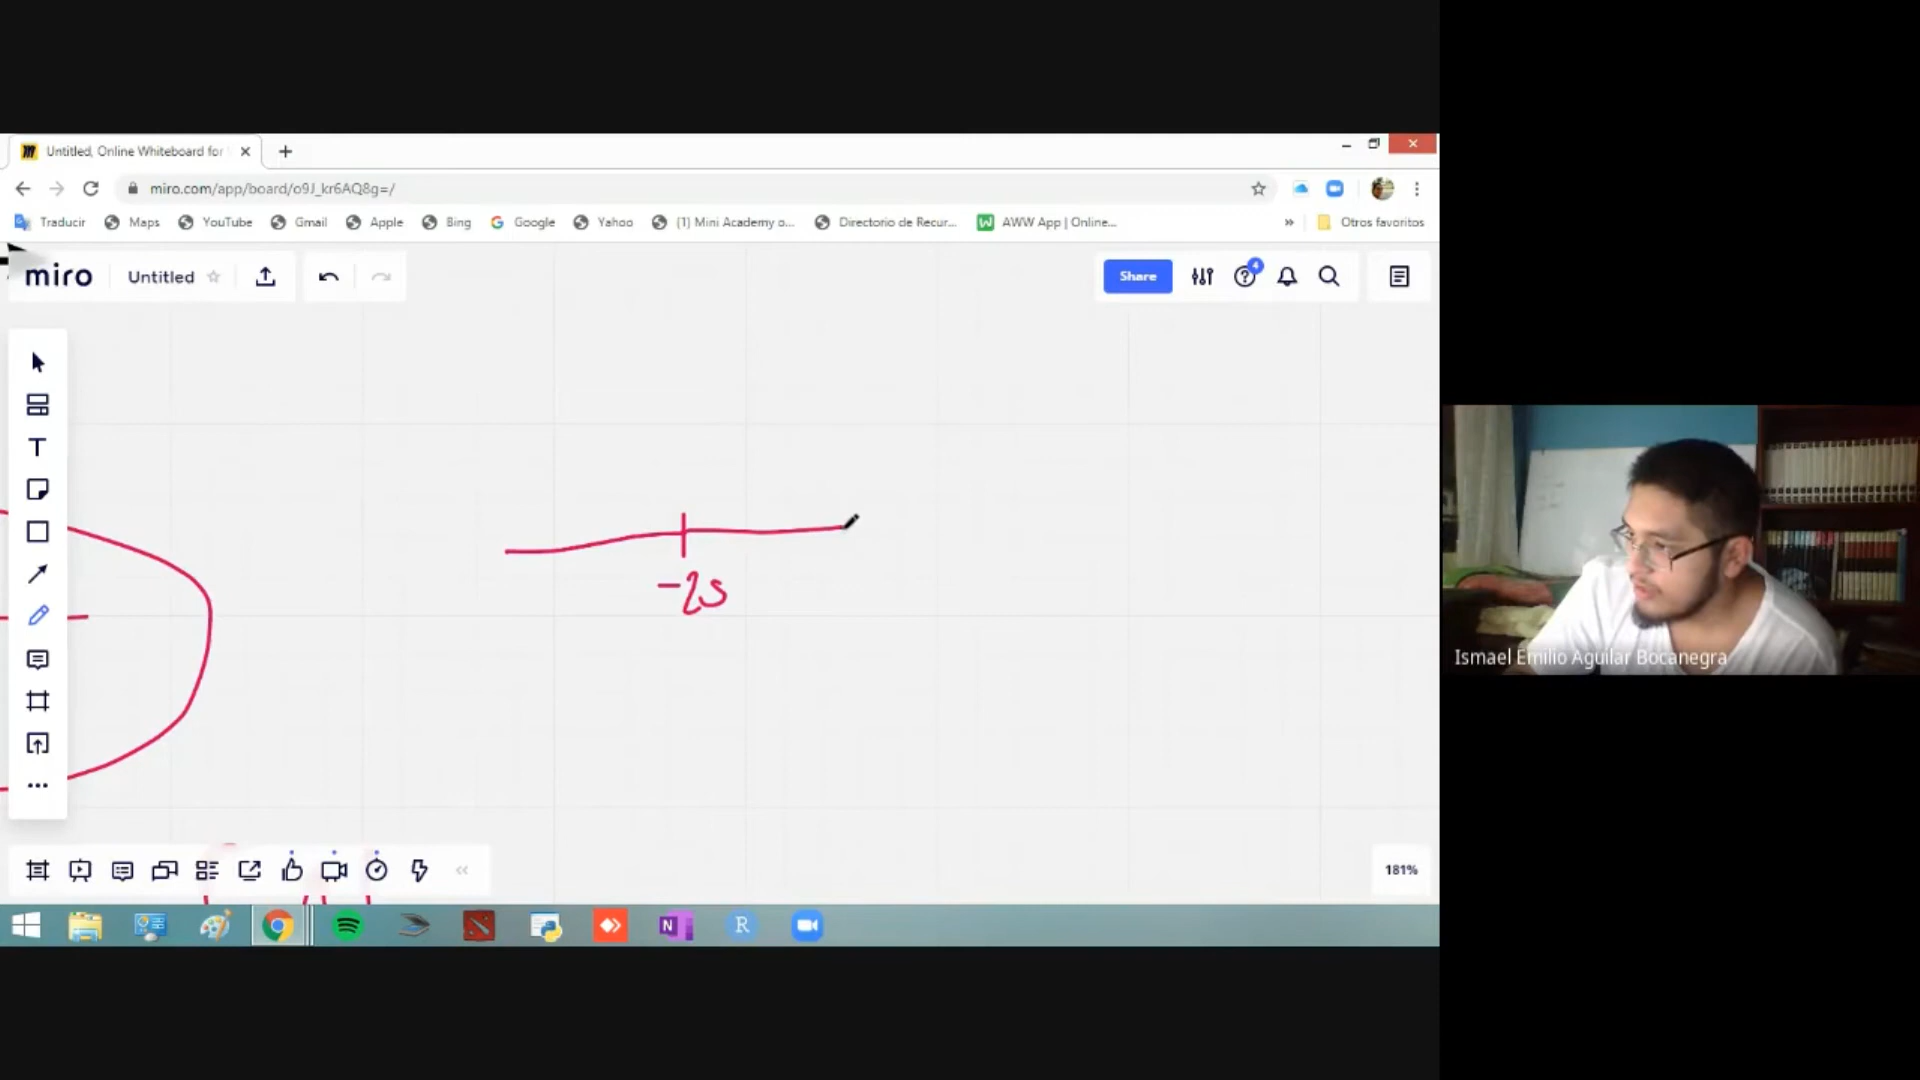 Untitled, Online Whiteboard for
miro.com/app/board/o9J_kr6AQ8g=/
Traducir Maps YouTube Gmail Apple Bing Google Yahoo (1) Mini Academy o... Directorio de Recur... AWW App | Online... » Otros favoritos
miro Untitled Share 4
T
Ismael Emilio Aguilar Bocanegra
181%
N R